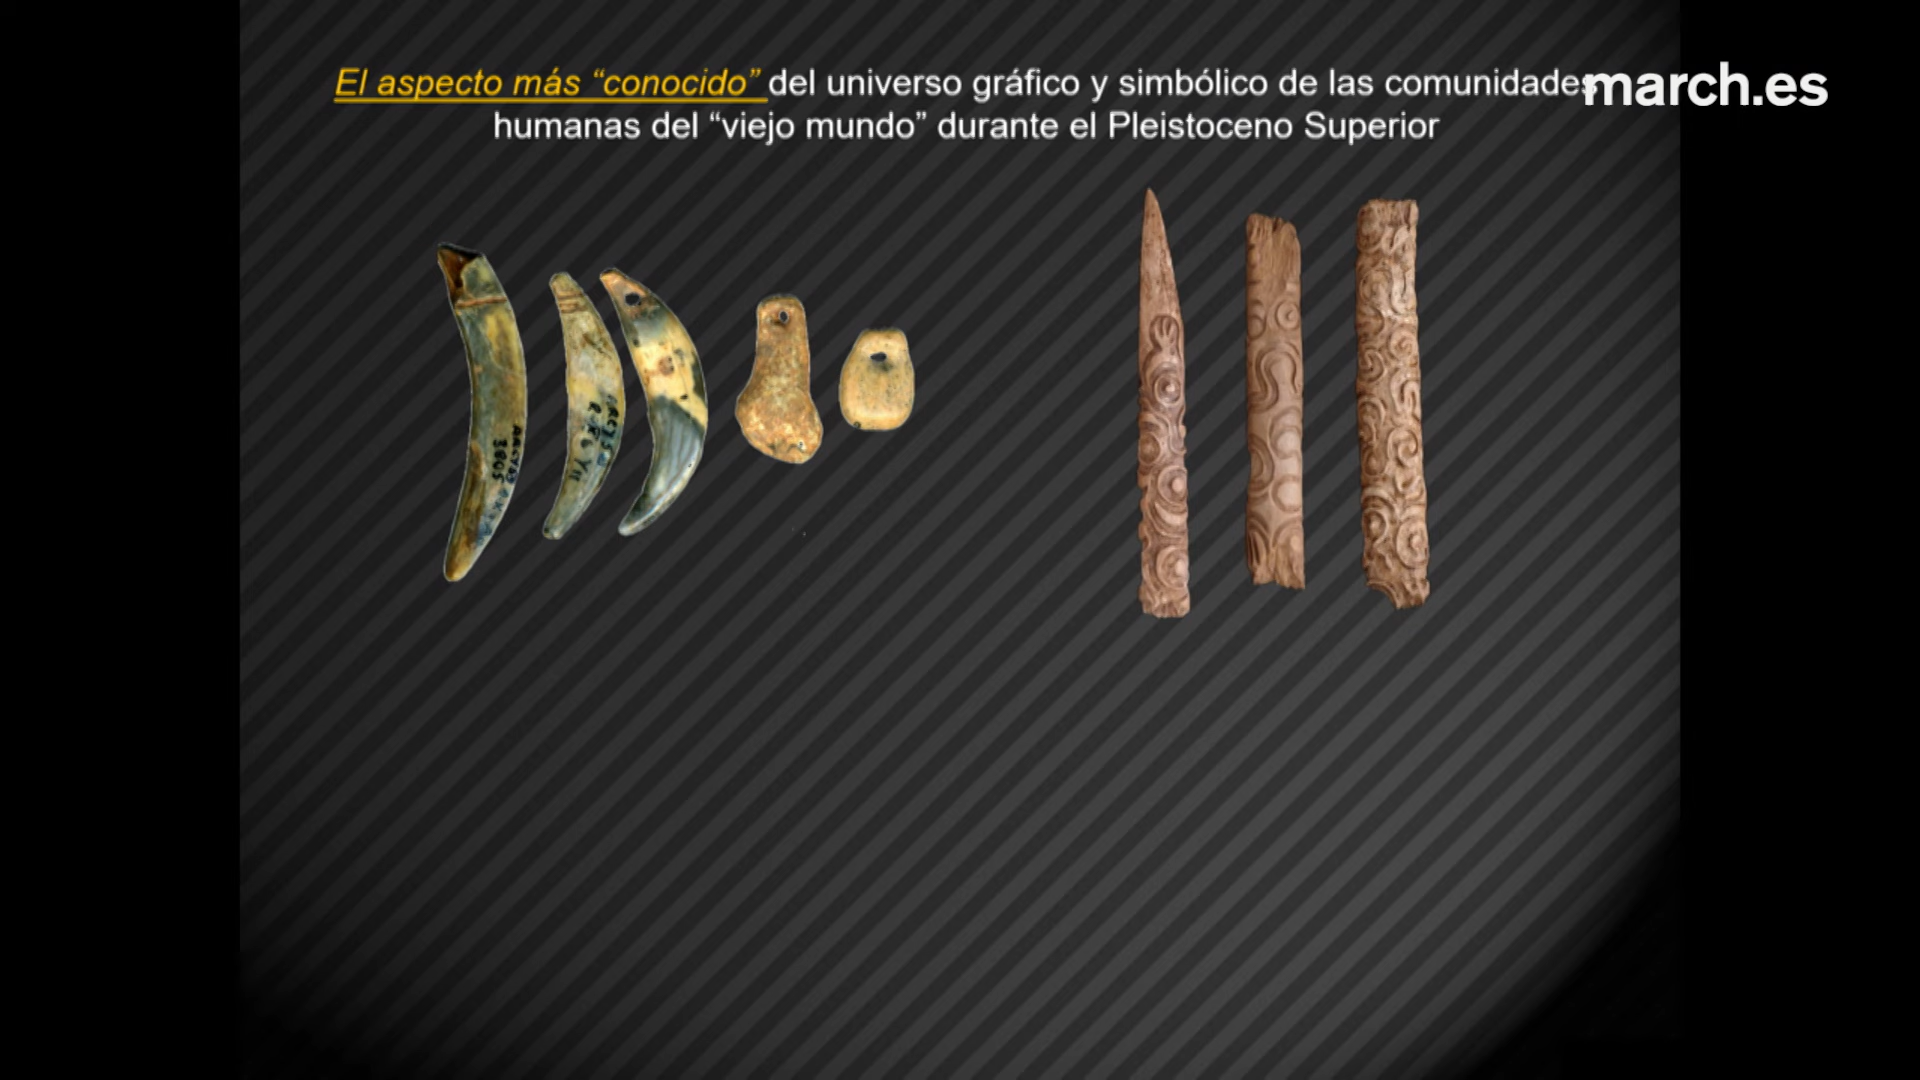 El aspecto más “conocido” del universo gráfico y simbólico de las comunidades
march.es
humanas del “viejo mundo” durante el Pleistoceno Superior
3805